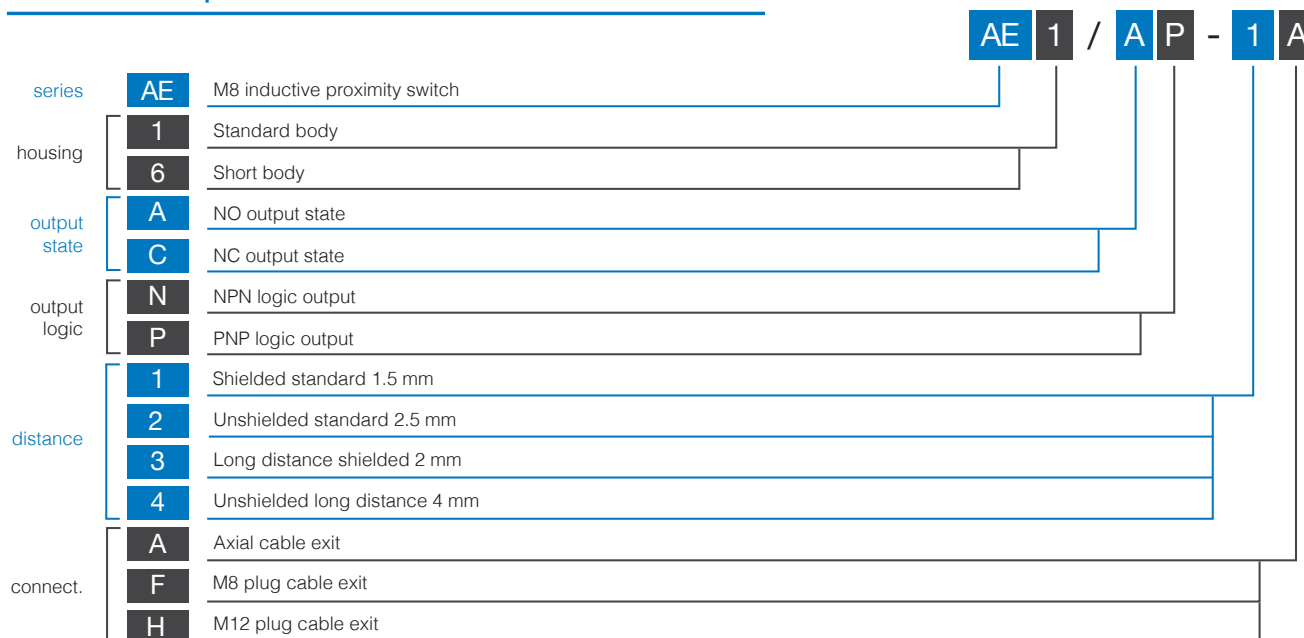 AE 1 / A P - 1 A
series AE M8 inductive proximity switch
housing
1 Standard body
6 Short body
output state
A NO output state
C NC output state
output logic
N NPN logic output
P PNP logic output
distance
1 Shielded standard 1.5 mm
2 Unshielded standard 2.5 mm
3 Long distance shielded 2 mm
4 Unshielded long distance 4 mm
connect.
A Axial cable exit
F M8 plug cable exit
H M12 plug cable exit